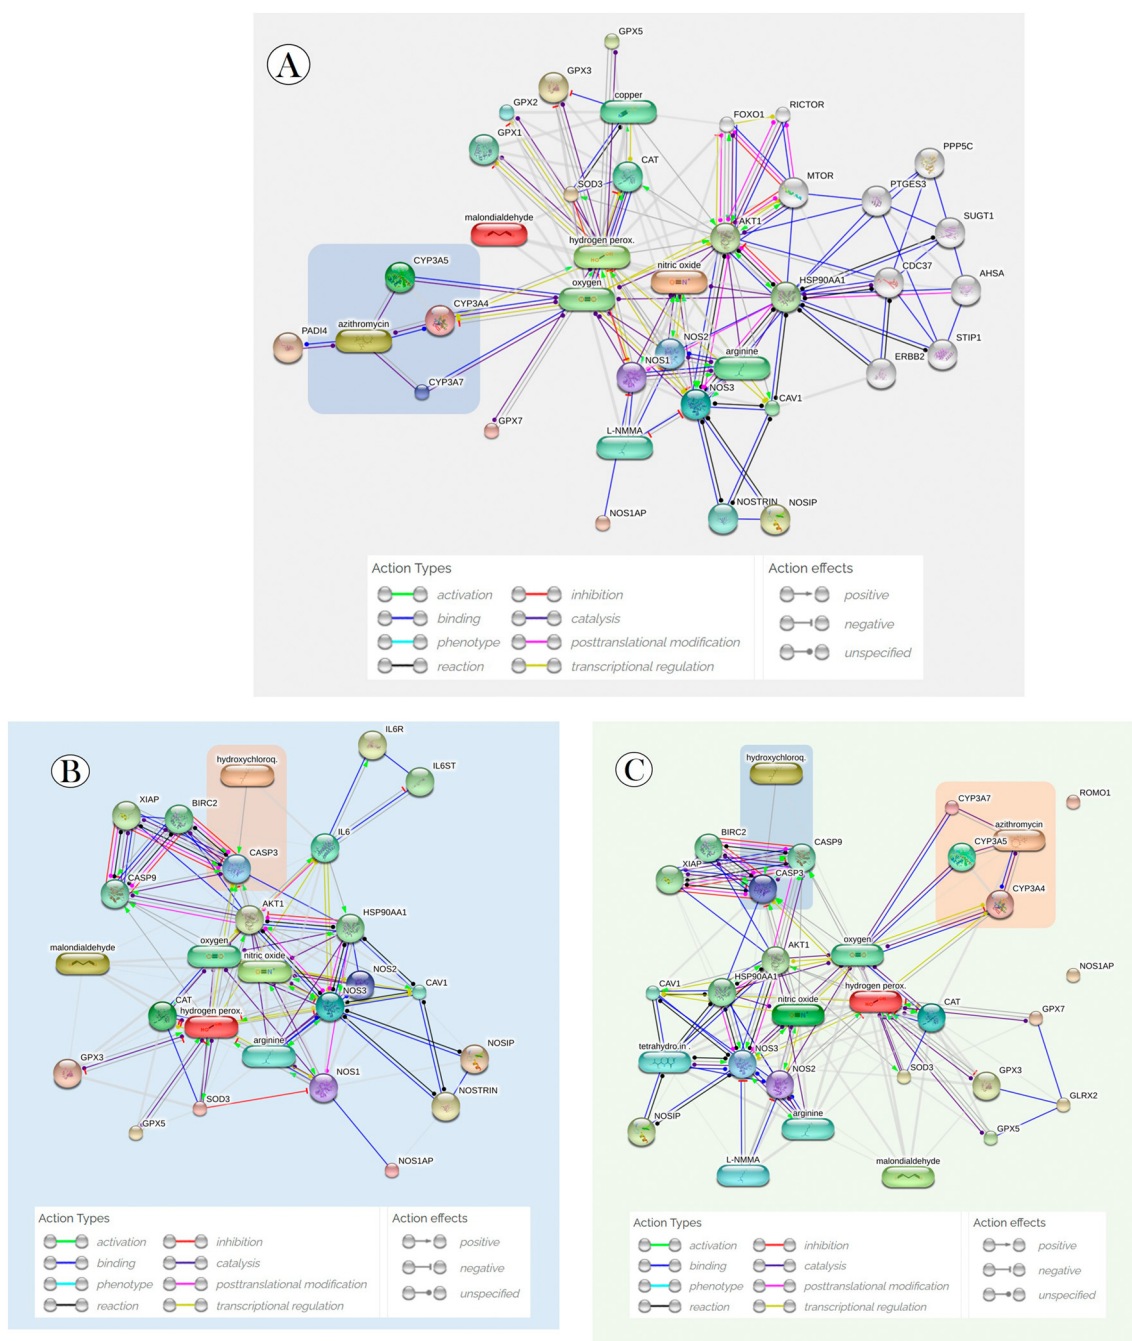 A
GPX5
GPX3
copper
GPX2
FOXO1
RICTOR
GPX1
PPP5C
SOD3
CAT
MTOR
PTGES3
malondialdehyde
AKT1
SUGT1
hydrogen perox.
CYP3A5
nitric oxide
CDC37
oxygen
HSP90AA1
AHSA
CYP3A4
PADI4
azithromycin
NOS2
STIP1
NOS1
arginine
ERBB2
CYP3A7
NOS3
CAV1
GPX7
L-NMMA
NOS1AP
NOSTRIN
NOSIP
Action Types
Action effects
activation
inhibition
positive
binding
catalysis
negative
phenotype
posttranslational modification
unspecified
reaction
transcriptional regulation
B
IL6R
hydroxychloroq.
IL6ST
XIAP
BIRC2
IL6
CASP3
CASP9
AKT1
HSP90AA1
malondialdehyde
oxygen
nitric oxide
NOS2
CAV1
CAT
NOS3
hydrogen perox.
arginine
NOSIP
GPX3
NOS1
SOD3
NOSTRIN
GPX5
NOS1AP
Action Types
Action effects
activation
inhibition
positive
binding
catalysis
negative
phenotype
posttranslational modification
unspecified
reaction
transcriptional regulation
C
hydroxychloroq.
CYP3A7
ROMO1
azithromycin
BIRC2
CASP9
CYP3A5
XIAP
CASP3
CYP3A4
AKT1
oxygen
HSP90AA1
NOS1AP
CAV1
hydrogen perox.
nitric oxide
CAT
GPX7
tetrahydro.in .
NOS3
NOS2
SOD3
GPX3
GLRX2
NOSIP
arginine
GPX5
L-NMMA
malondialdehyde
Action Types
Action effects
activation
inhibition
positive
binding
catalysis
negative
phenotype
posttranslational modification
unspecified
reaction
transcriptional regulation